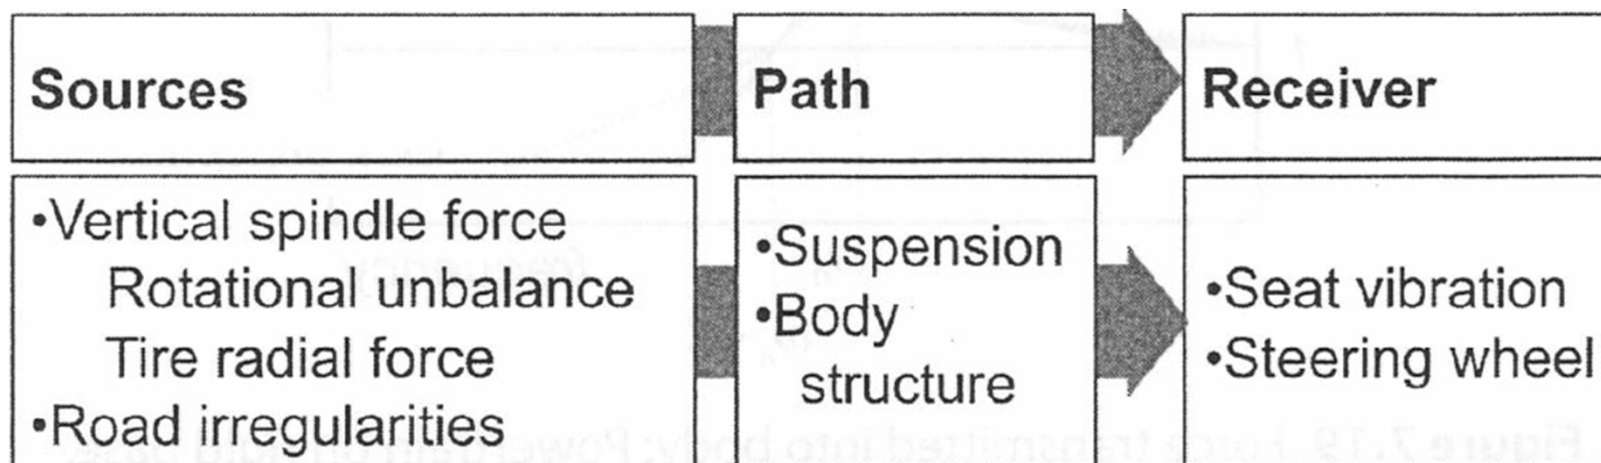 Sources
Path
Receiver
•Vertical spindle force
Rotational unbalance
Tire radial force
•Road irregularities
•Suspension
•Body
structure
•Seat vibration
•Steering wheel